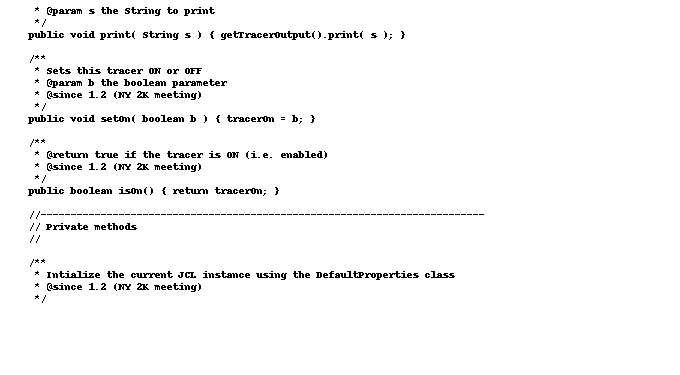 * @param s the String to print
*/
public void print( String s ) { getTracerOutput().print( s ); }
/**
* Sets this tracer ON or OFF
* @param b the boolean parameter
* @since 1.2 (NY 2K meeting)
*/
public void setOn( boolean b ) { tracerOn = b; }
/**
* @return true if the tracer is ON (i.e. enabled)
* @since 1.2 (NY 2K meeting)
*/
public boolean isOn() { return tracerOn; }
//--------------------------------------------------------------------------
// Private methods
//
/**
* Intialize the current JCL instance using the DefaultProperties class
* @since 1.2 (NY 2K meeting)
*/